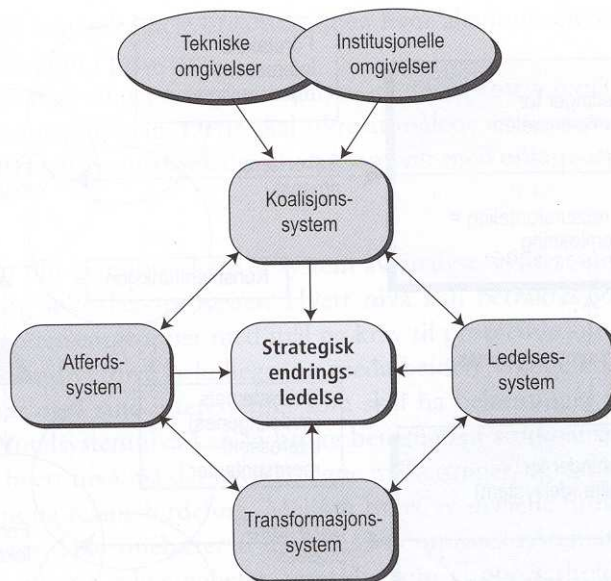 Tekniske
omgivelser
Institusjonelle
omgivelser
Koalisjons-
system
Atferds-
system
Strategisk
endrings-
ledelse
Ledelses-
system
Transformasjons-
system